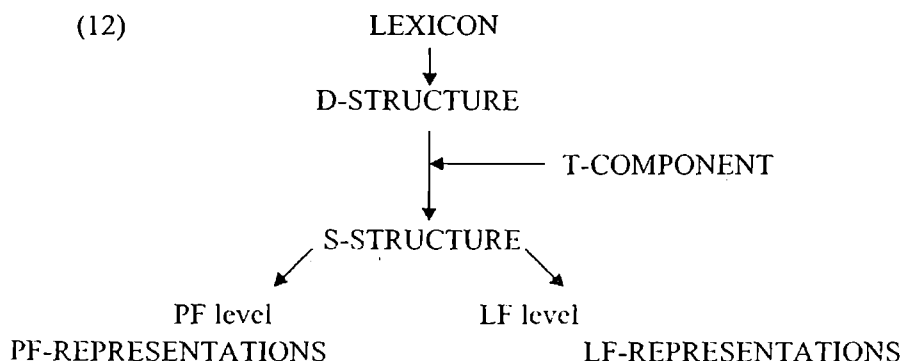 (12) LEXICON
D-STRUCTURE
T-COMPONENT
S-STRUCTURE
PF level LF level
PF-REPRESENTATIONS LF-REPRESENTATIONS